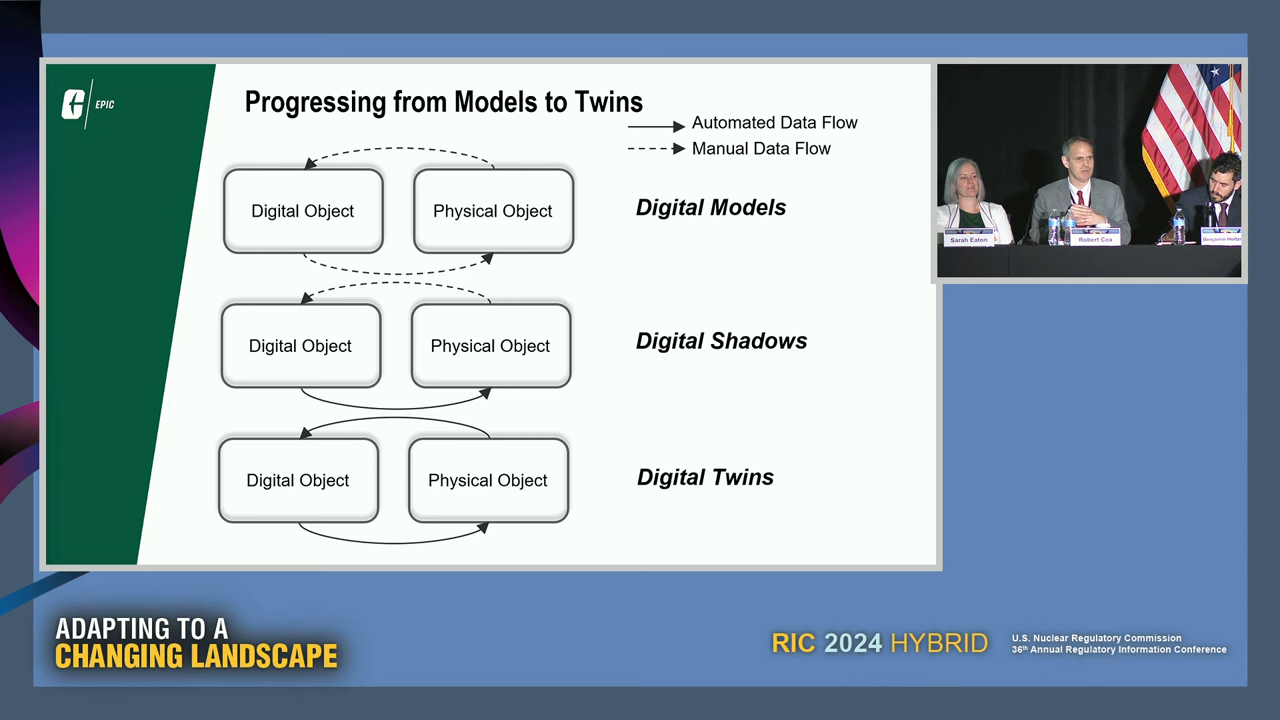 EPIC
Progressing from Models to Twins
Automated Data Flow
Manual Data Flow
Digital Object
Physical Object
Digital Models
Digital Object
Physical Object
Digital Shadows
Digital Object
Physical Object
Digital Twins
Sarah Eaton
Robert Cox
Benjamin
ADAPTING TO A
CHANGING LANDSCAPE
RIC 2024 HYBRID
U.S. Nuclear Regulatory Commission
36th Annual Regulatory Information Conference